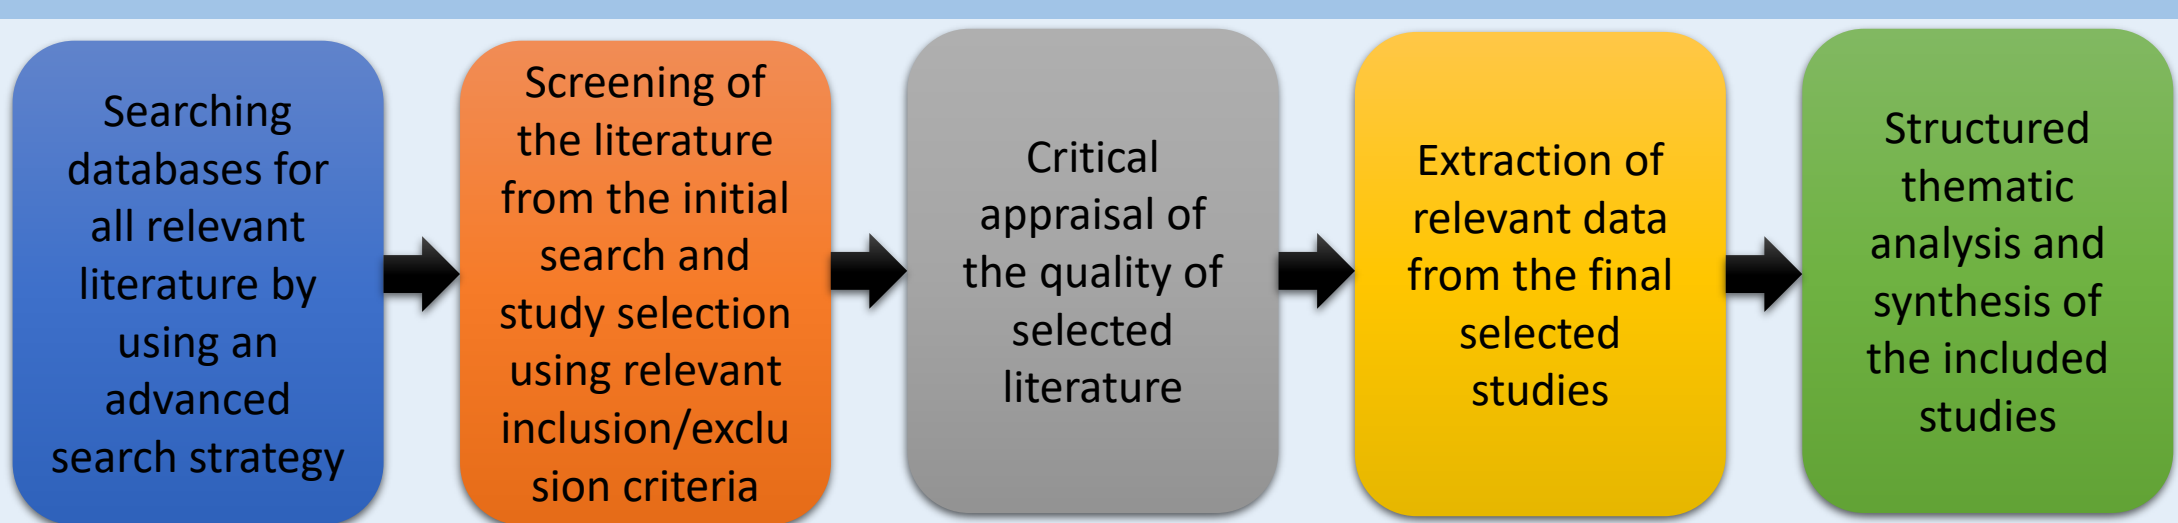 Searching
databases for
all relevant
literature by
using an
advanced
search strategy
Screening of
the literature
from the initial
search and
study selection
using relevant
inclusion/exclu
sion criteria
Critical
appraisal of
the quality of
selected
literature
Extraction of
relevant data
from the final
selected
studies
Structured
thematic
analysis and
synthesis of
the included
studies